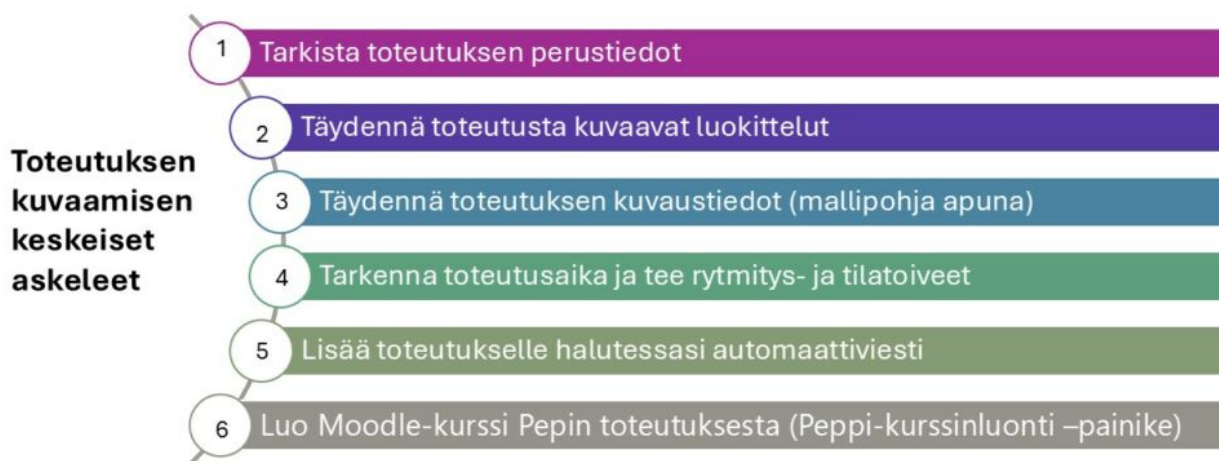 Toteutuksen
kuvaamisen
keskeiset
askeleet
1 Tarkista toteutuksen perustiedot
2 Täydennä toteutusta kuvaavat luokittelut
3 Täydennä toteutuksen kuvaustiedot (mallipohja apuna)
4 Tarkenna toteutusaika ja tee rytmitys- ja tilatoiveet
5 Lisää toteutukselle halutessasi automaattiviesti
6 Luo Moodle-kurssi Pepin toteutuksesta (Peppi-kurssinluonti –painike)